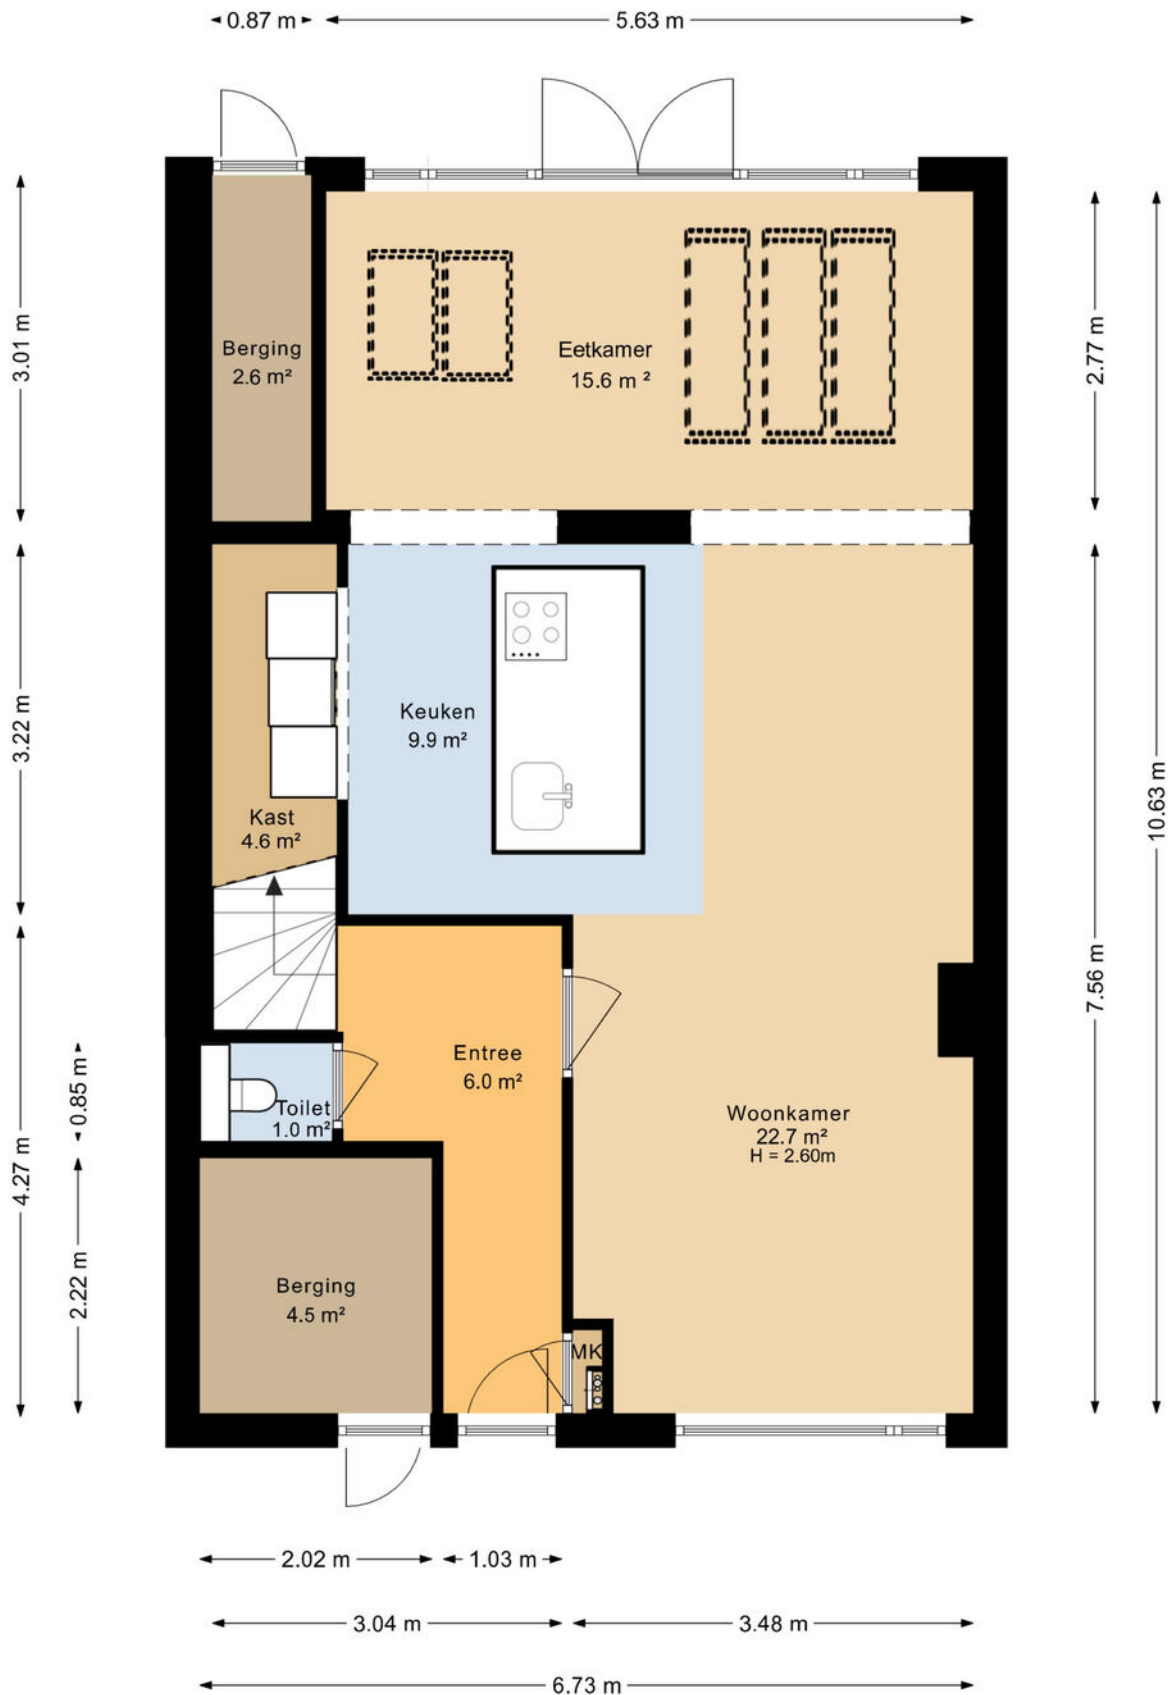 0.87 m
5.63 m
3.01 m
Berging
2.6 m²
Eetkamer
15.6 m ²
2.77 m
3.22 m
Keuken
9.9 m²
Kast
4.6 m²
10.63 m
7.56 m
Entree
6.0 m²
0.85 m
Toilet
1.0 m²
Woonkamer
22.7 m²
H = 2.60m
4.27 m
2.22 m
Berging
4.5 m²
MK
2.02 m
1.03 m
3.04 m
3.48 m
6.73 m